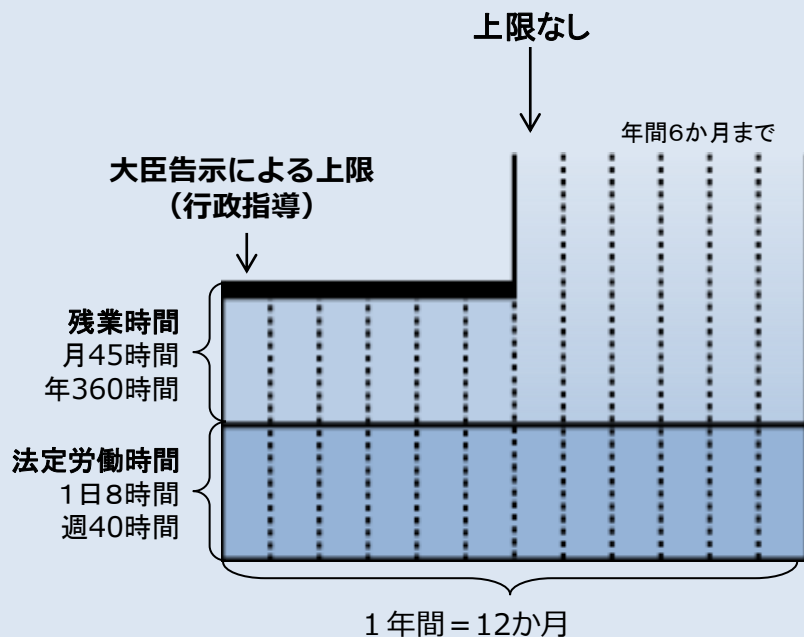 上限なし
年間6か月まで
大臣告示による上限
（行政指導）
残業時間
月45時間
年360時間
法定労働時間
１日８時間
週40時間
１年間＝12か月